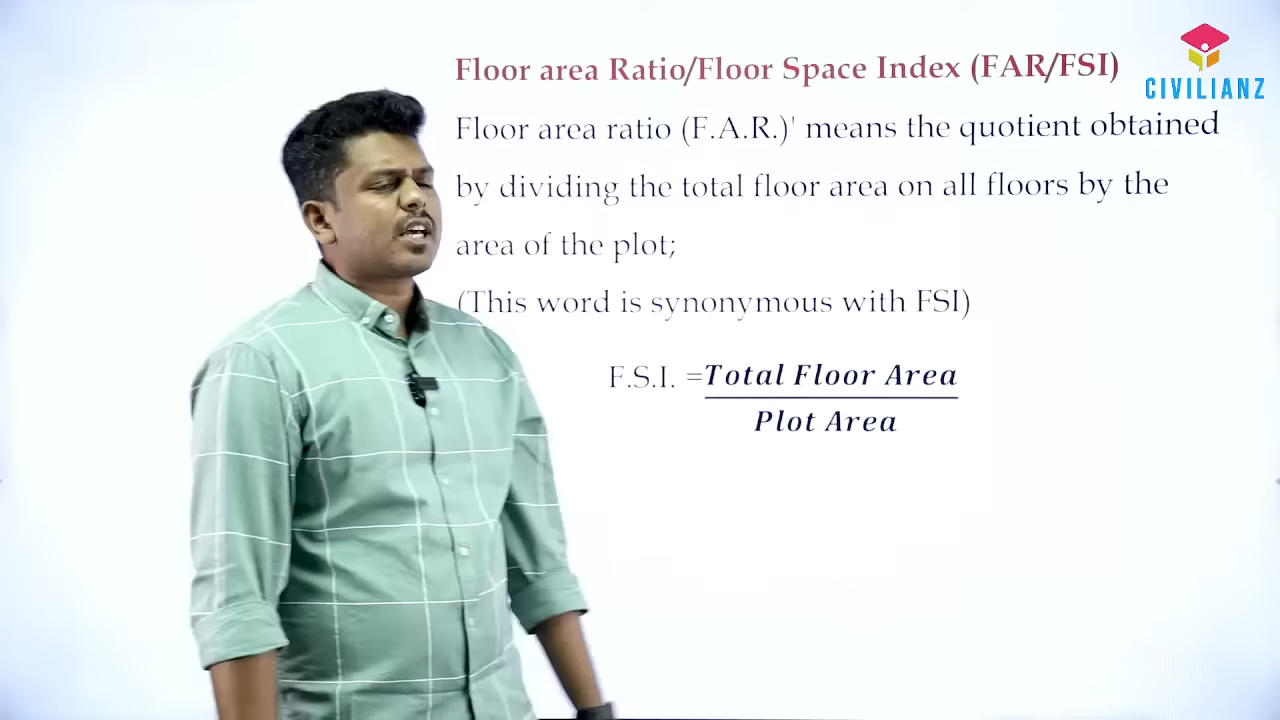 Floor area Ratio/Floor Space Index (FAR/FSI)
CIVILIANZ
Floor area ratio (F.A.R.)' means the quotient obtained
by dividing the total floor area on all floors by the
area of the plot;
(This word is synonymous with FSI)
F.S.I. =Total Floor Area
Plot Area